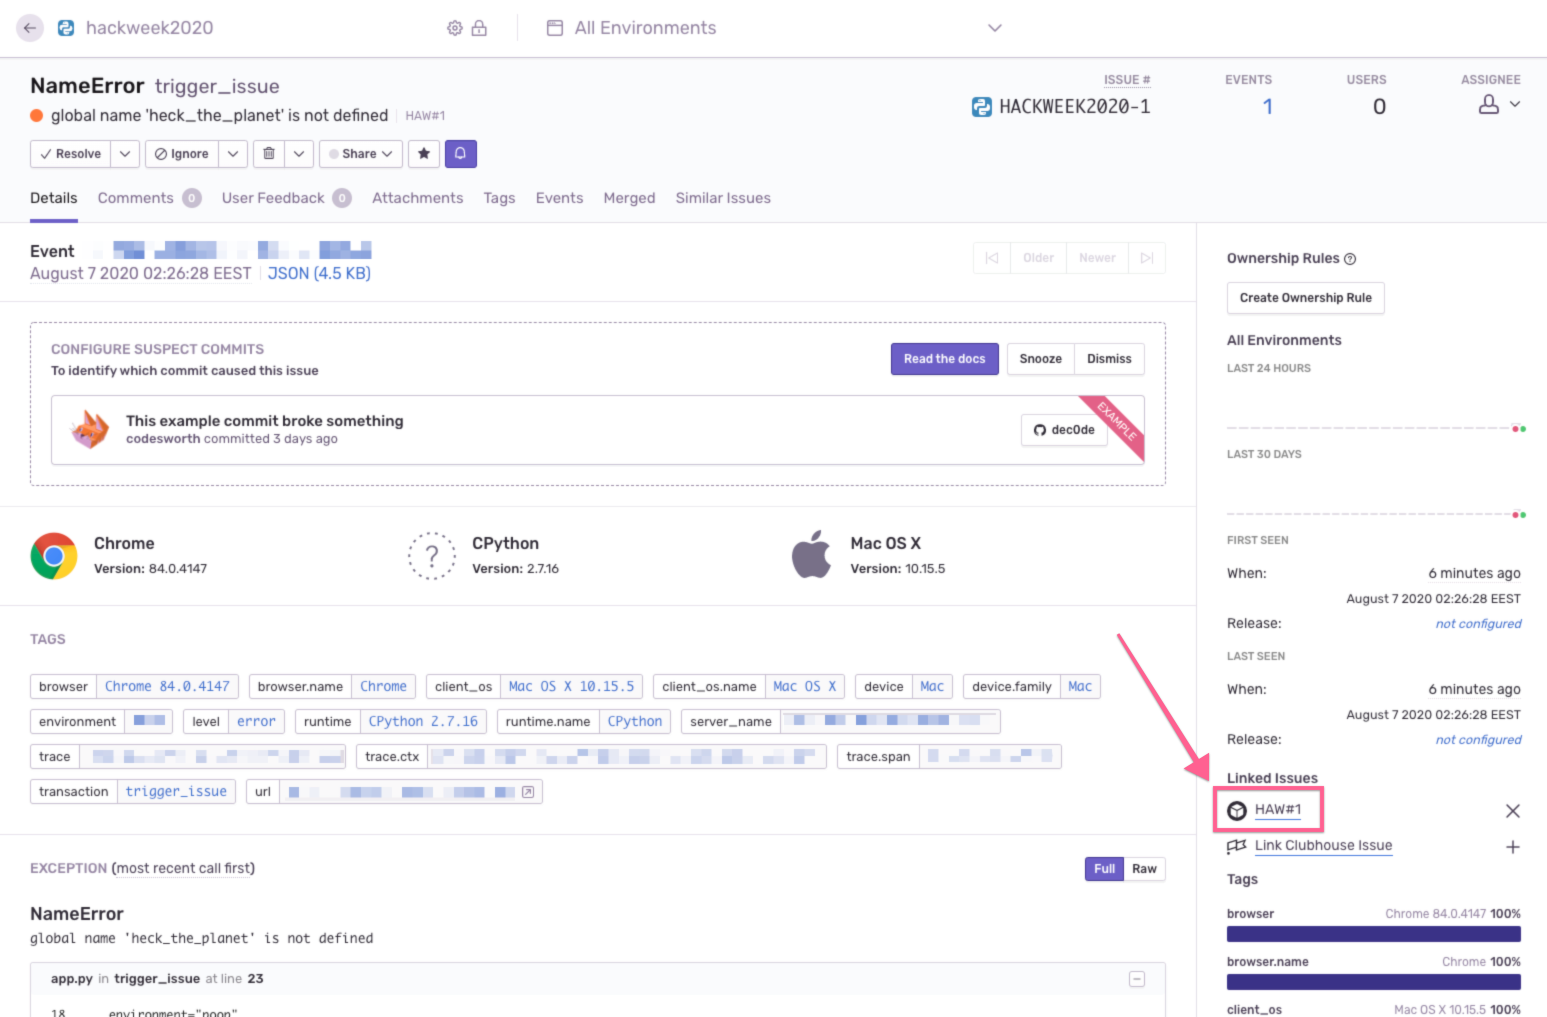 hackweek2020 All Environments
NameError trigger_issue ISSUE # EVENTS USERS ASSIGNEE
global name 'heck_the_planet' is not defined HAW#1 HACKWEEK2020-1 1 0
Resolve Ignore Share
Details Comments 0 User Feedback 0 Attachments Tags Events Merged Similar Issues
Event
August 7 2020 02:26:28 EEST JSON (4.5 KB) Older Newer
CONFIGURE SUSPECT COMMITS
To identify which commit caused this issue
Read the docs Snooze Dismiss
This example commit broke something
codesworth committed 3 days ago
dec0de
EXAMPLE
Chrome
Version: 84.0.4147
CPython
Version: 2.7.16
Mac OS X
Version: 10.15.5
TAGS
browser Chrome 84.0.4147 browser.name Chrome client_os Mac OS X 10.15.5 client_os.name Mac OS X device Mac device.family Mac
environment level error runtime CPython 2.7.16 runtime.name CPython server_name
trace trace.ctx trace.span
transaction trigger_issue url
EXCEPTION (most recent call first) Full Raw
NameError
global name 'heck_the_planet' is not defined
app.py in trigger_issue at line 23
18 environment="noon"
Ownership Rules ?
Create Ownership Rule
All Environments
LAST 24 HOURS
LAST 30 DAYS
FIRST SEEN
When: 6 minutes ago
August 7 2020 02:26:28 EEST
Release: not configured
LAST SEEN
When: 6 minutes ago
August 7 2020 02:26:28 EEST
Release: not configured
Linked Issues
HAW#1
Link Clubhouse Issue
Tags
browser Chrome 84.0.4147 100%
browser.name Chrome 100%
client_os Mac OS X 10.15.5 100%